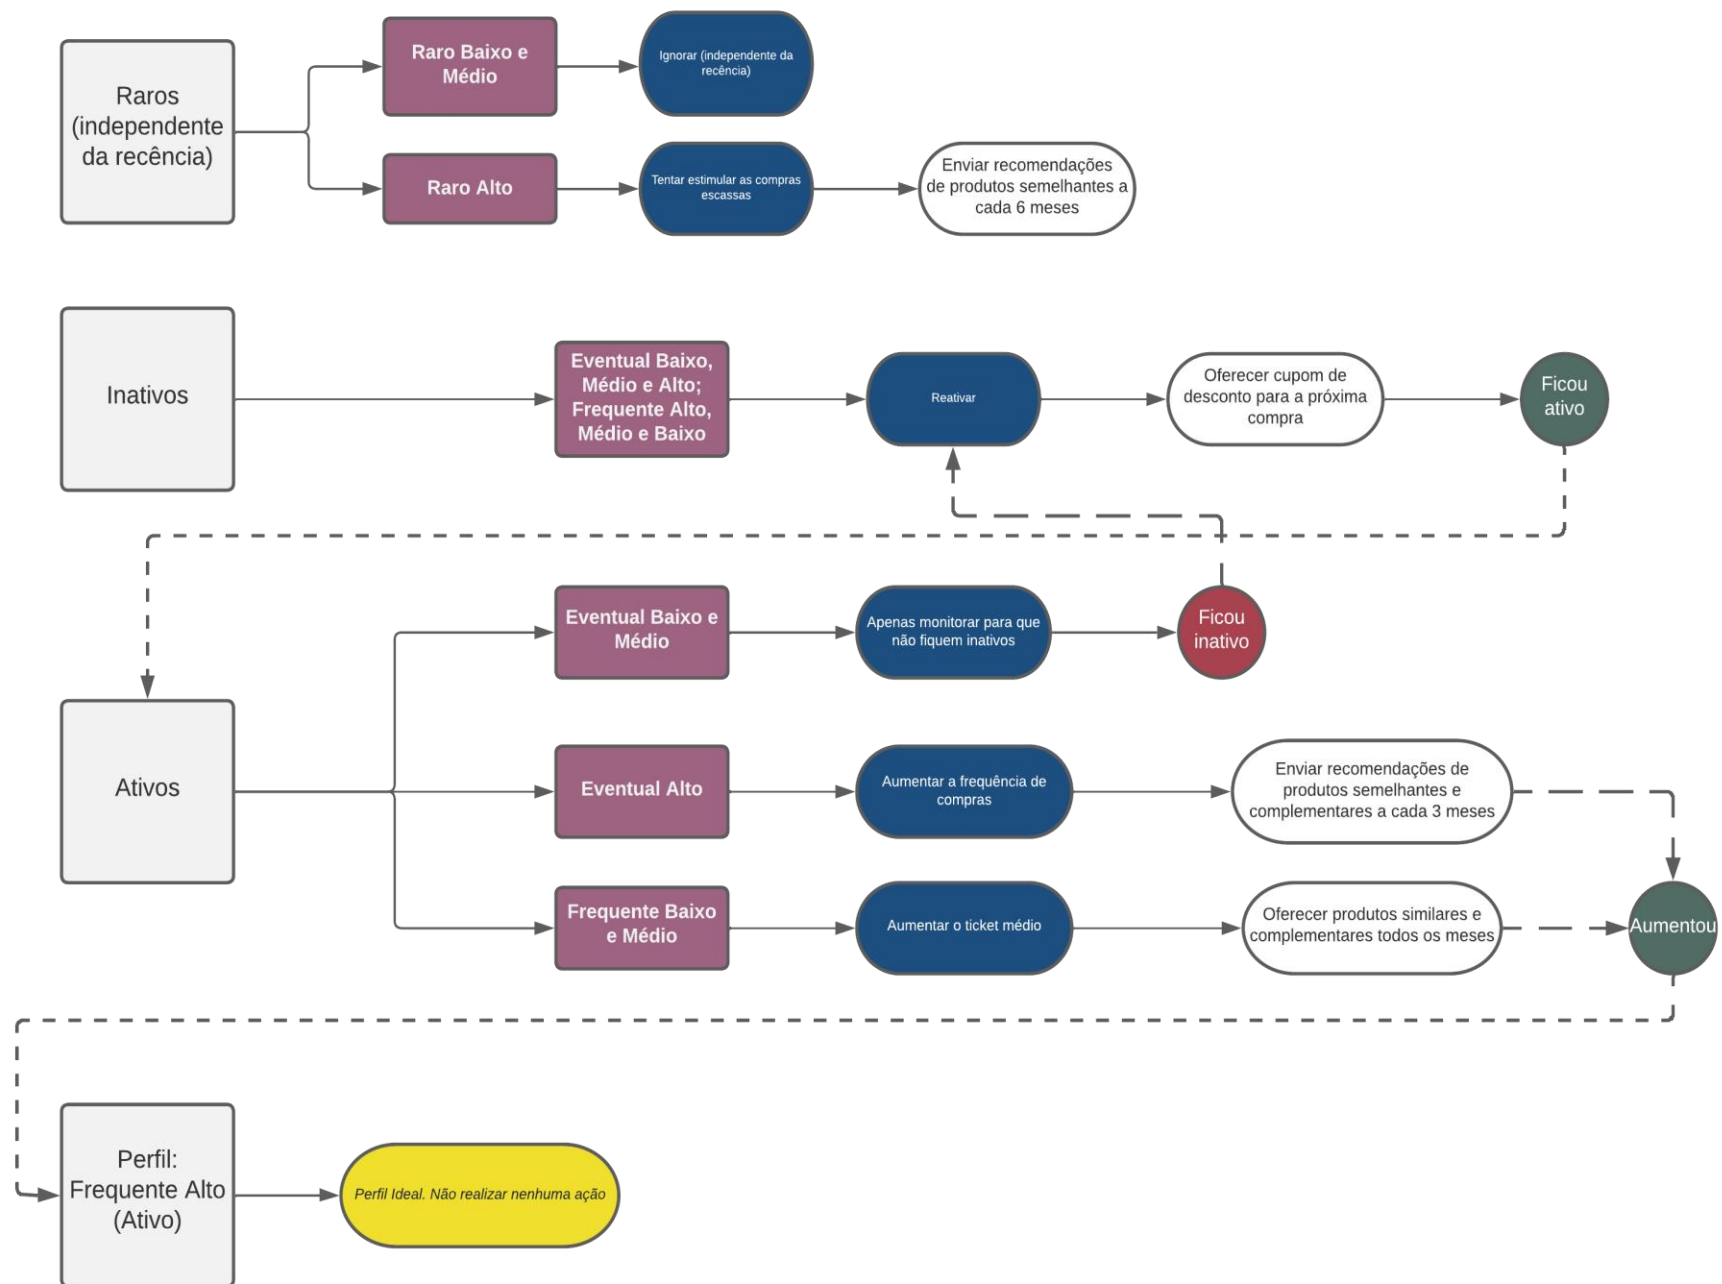 Raros
(independente
da recência)
Raro Baixo e
Médio
Ignorar (independente da
recência)
Raro Alto
Tentar estimular as compras
escassas
Enviar recomendações
de produtos semelhantes a
cada 6 meses
Inativos
Eventual Baixo,
Médio e Alto;
Frequente Alto,
Médio e Baixo
Reativar
Oferecer cupom de
desconto para a próxima
compra
Ficou
ativo
Ativos
Eventual Baixo e
Médio
Apenas monitorar para que
não fiquem inativos
Ficou
inativo
Eventual Alto
Aumentar a frequência de
compras
Enviar recomendações de
produtos semelhantes e
complementares a cada 3 meses
Frequente Baixo
e Médio
Aumentar o ticket médio
Oferecer produtos similares e
complementares todos os meses
Aumentou
Perfil:
Frequente Alto
(Ativo)
Perfil Ideal. Não realizar nenhuma ação